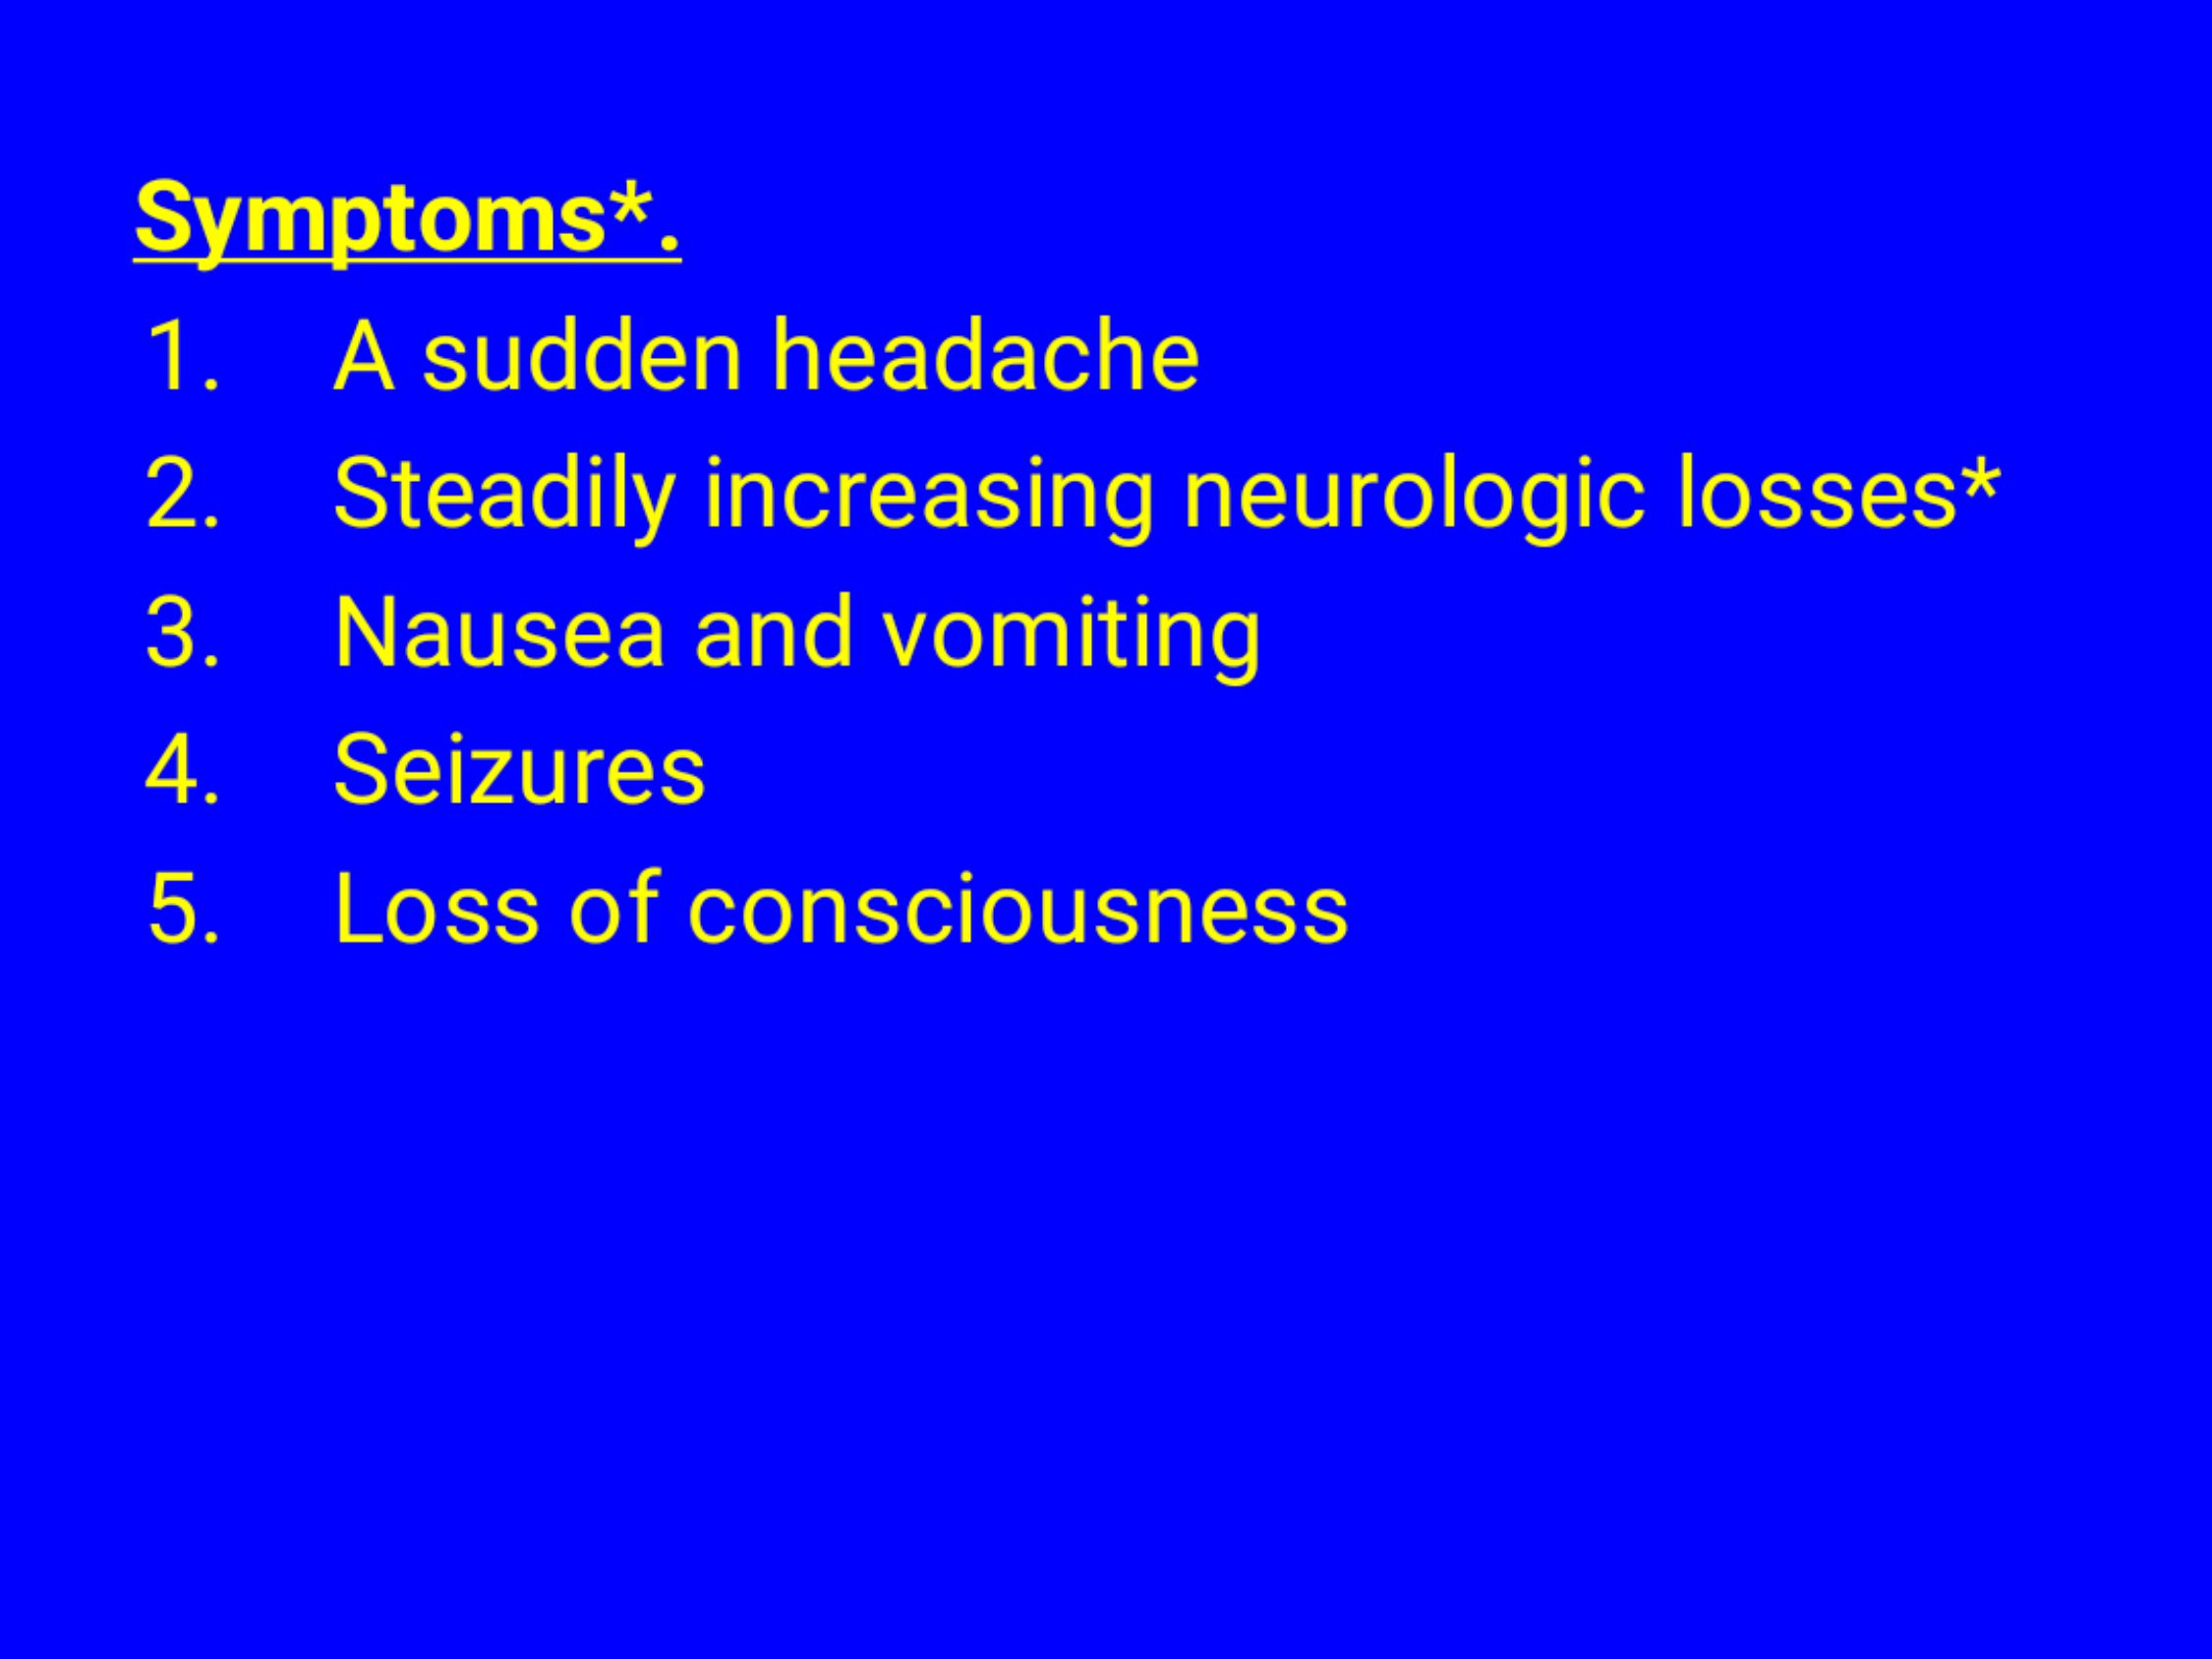 Symptoms*.
1. A sudden headache
2. Steadily increasing neurologic losses*
3. Nausea and vomiting
4. Seizures
5. Loss of consciousness